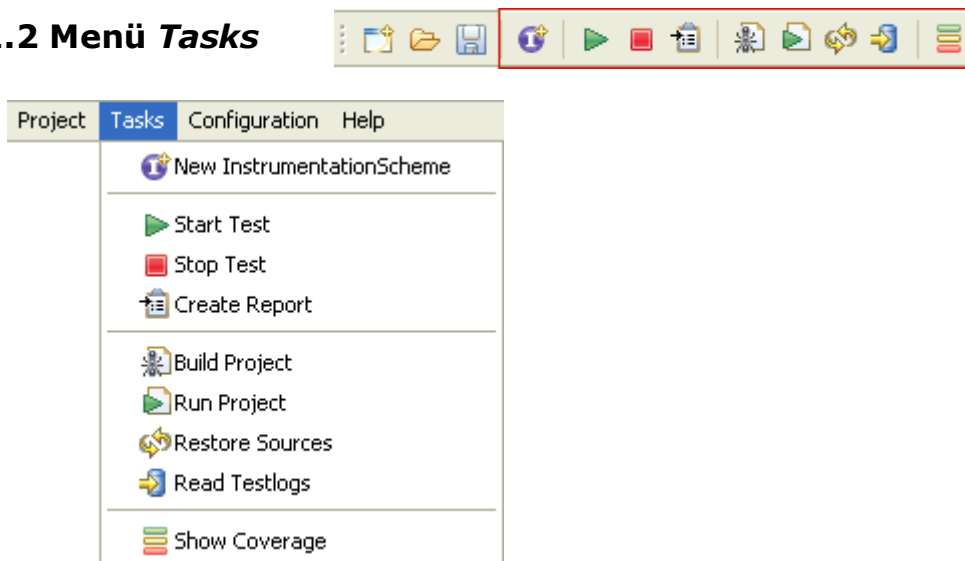 .2 Menü Tasks
Project Tasks Configuration Help
New InstrumentationScheme
Start Test
Stop Test
Create Report
Build Project
Run Project
Restore Sources
Read Testlogs
Show Coverage